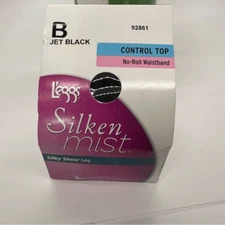 B
JET BLACK
92861
CONTROL TOP
No-Roll Waistband
L'eggs
Silken
mist
Silky Sheer Leg